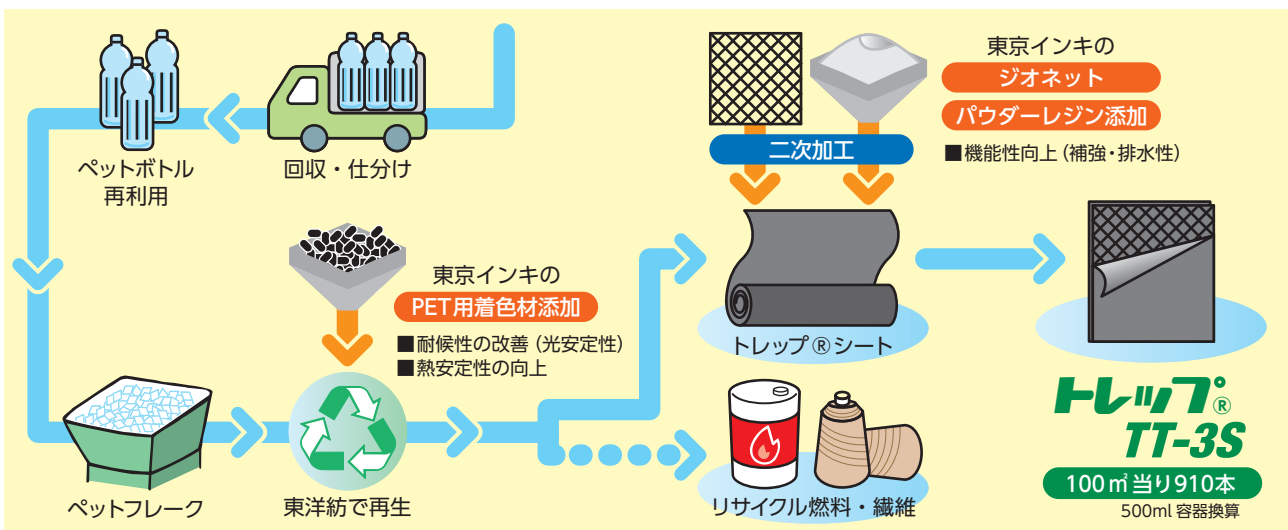 ペットボトル
再利用
回収・仕分け
東京インキの
ジオネット
パウダーレジン添加
■機能性向上（補強・排水性）
二次加工
東京インキの
PET用着色材添加
■耐候性の改善（光安定性）
■熱安定性の向上
トレップ®シート
ペットフレーク
東洋紡で再生
リサイクル燃料・繊維
トレップ®
TT-3S
100㎡当り910本
500ml 容器換算